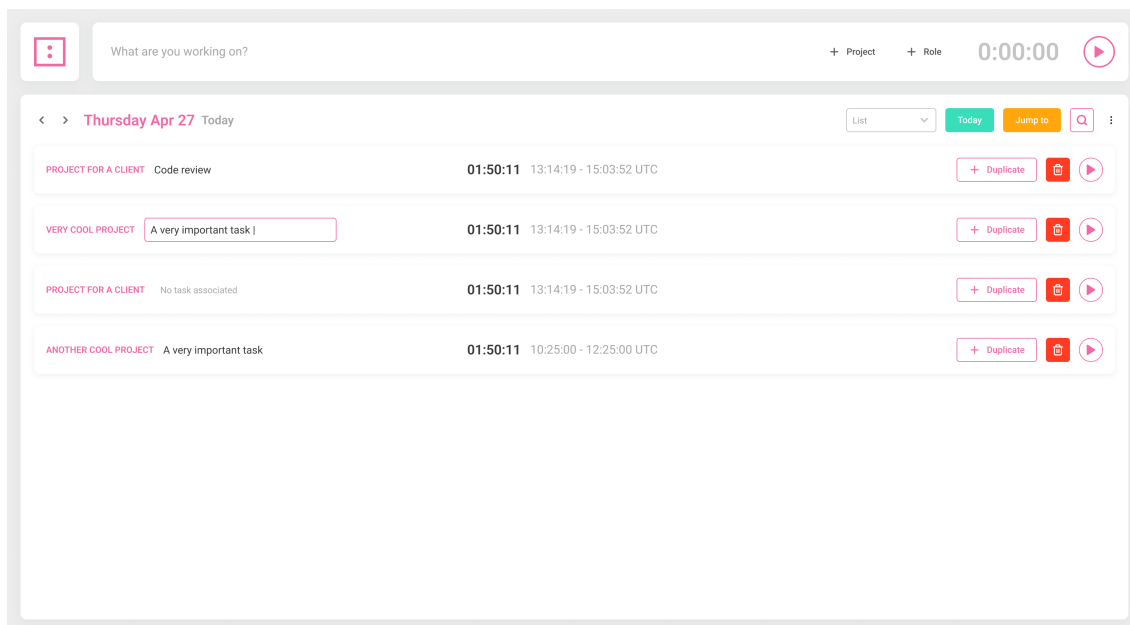 What are you working on? + Project + Role 0:00:00
Thursday Apr 27 Today List Today Jump to
PROJECT FOR A CLIENT Code review 01:50:11 13:14:19 - 15:03:52 UTC + Duplicate
VERY COOL PROJECT A very important task | 01:50:11 13:14:19 - 15:03:52 UTC + Duplicate
PROJECT FOR A CLIENT No task associated 01:50:11 13:14:19 - 15:03:52 UTC + Duplicate
ANOTHER COOL PROJECT A very important task 01:50:11 10:25:00 - 12:25:00 UTC + Duplicate